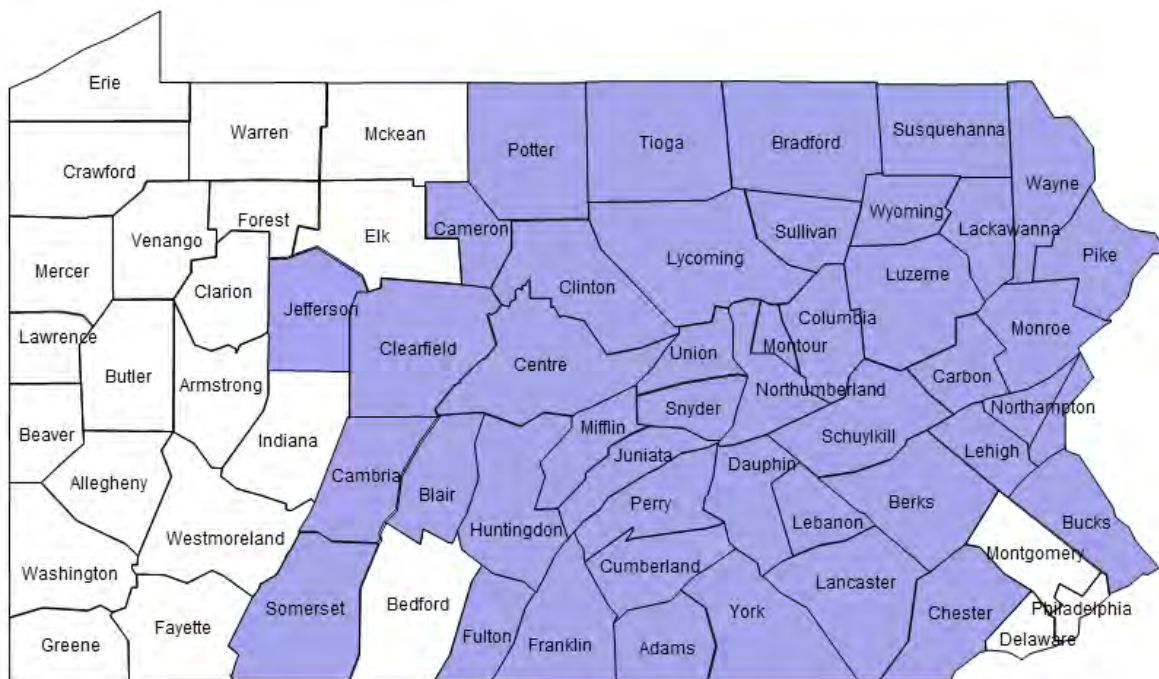 Erie
Warren
Mckean
Potter
Tioga
Bradford
Susquehanna
Crawford
Wayne
Forest
Venango
Elk
Cameron
Sullivan
Wyoming
Lackawanna
Mercer
Clarion
Lycoming
Luzerne
Pike
Jefferson
Clinton
Columbia
Lawrence
Butler
Armstrong
Clearfield
Centre
Union
Montour
Monroe
Carbon
Northumberland
Snyder
Northampton
Beaver
Indiana
Mifflin
Schuylkill
Lehigh
Allegheny
Cambria
Blair
Juniata
Dauphin
Perry
Berks
Westmoreland
Huntingdon
Lebanon
Bucks
Washington
Cumberland
Montgomery
Lancaster
Somerset
Bedford
York
Chester
Philadelphia
Fayette
Greene
Fulton
Franklin
Adams
Delaware